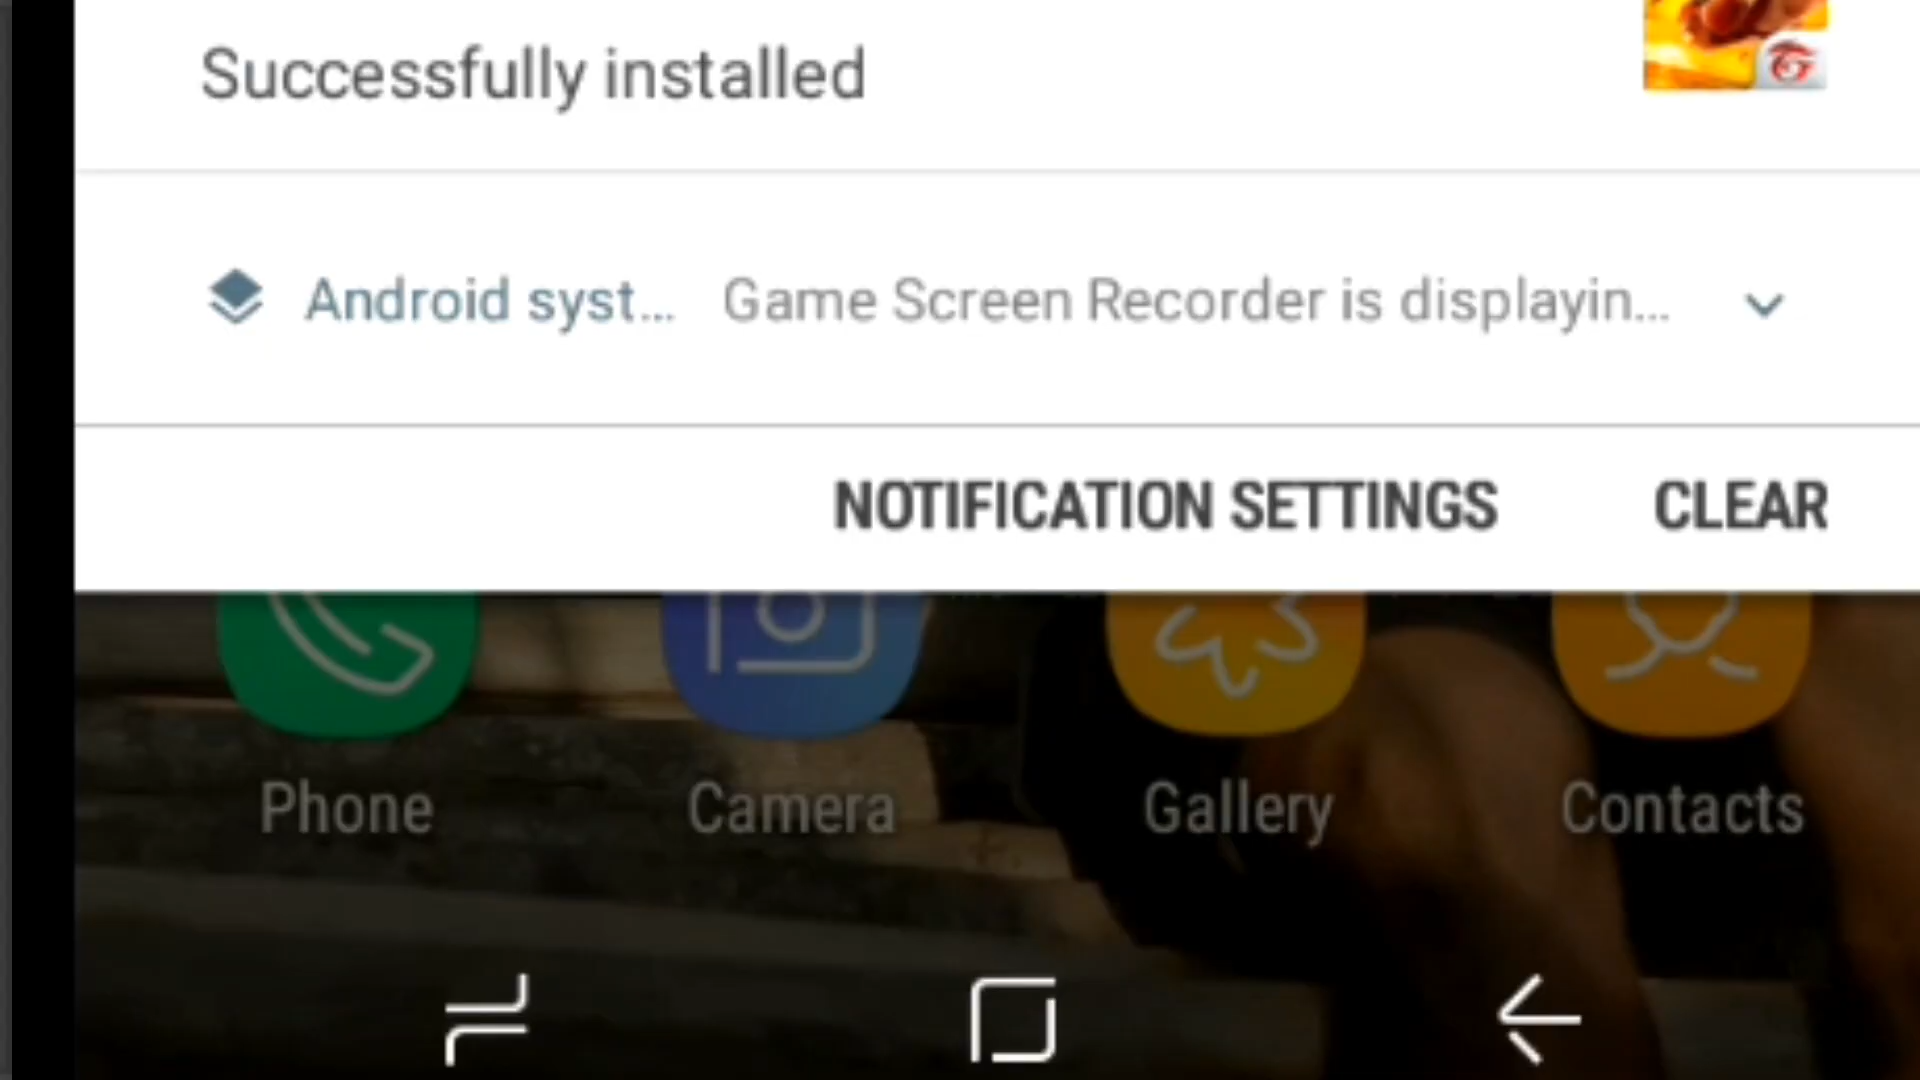 Successfully installed
Android syst... Game Screen Recorder is displayin...
NOTIFICATION SETTINGS CLEAR
Phone Camera Gallery Contacts